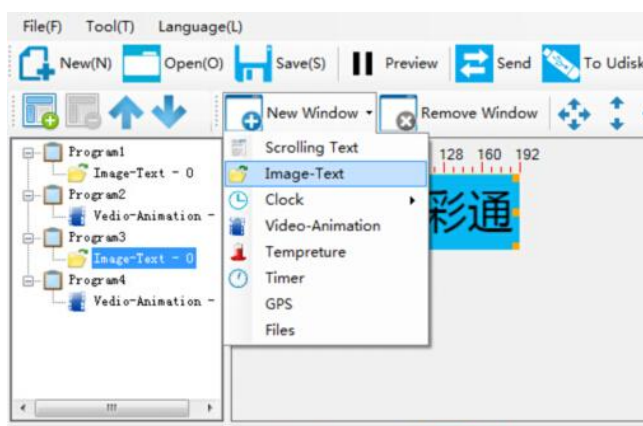 File(F) Tool(T) Language(L)
New(N) Open(O) Save(S) Preview Send To Udisk
New Window Remove Window
Program1
Image-Text - 0
Program2
Vedio-Animation -
Program3
Image-Text - 0
Program4
Vedio-Animation -
Scrolling Text
Image-Text
Clock
Video-Animation
Tempreture
Timer
GPS
Files
128 160 192
彩通